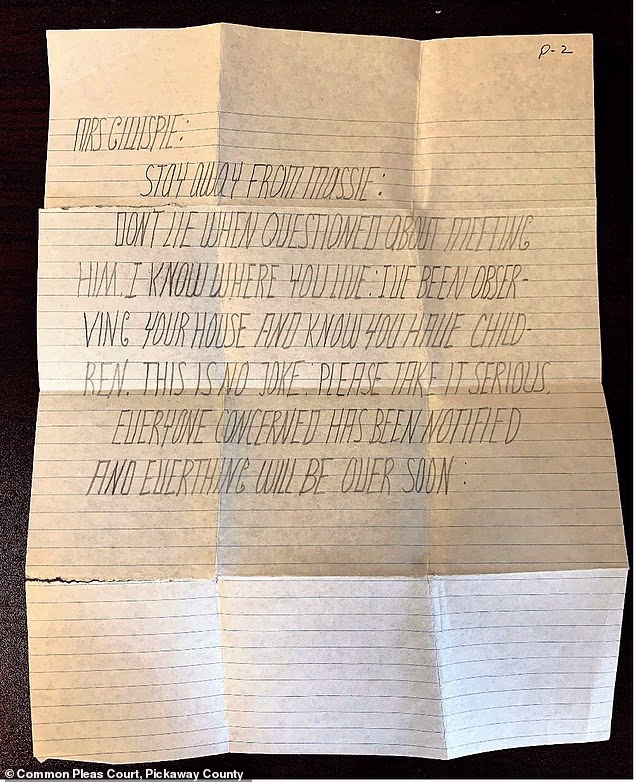 P-2
MRS GILLISPIE:
STAY AWAY FROM MASSIE:
DON'T LIE WHEN QUESTIONED ABOUT MEETING
HIM. I KNOW WHERE YOU LIVE: I'VE BEEN OBSER-
VING YOUR HOUSE AND KNOW YOU HAVE CHILD-
REN. THIS IS NO JOKE. PLEASE TAKE IT SERIOUS.
EVERYONE CONCERNED HAS BEEN NOTIFIED
AND EVERTHING WILL BE OVER SOON.
© Common Pleas Court, Pickaway County